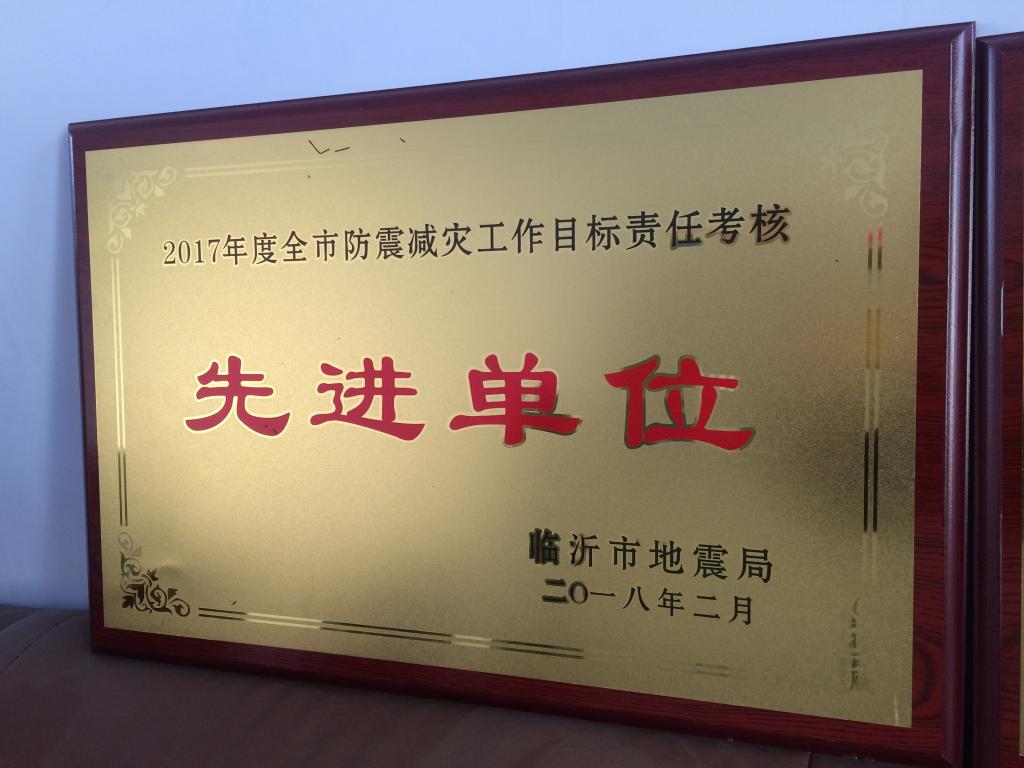 2017年度全市防震减灾工作目标责任考核
先进单位
临沂市地震局
二O一八年二月